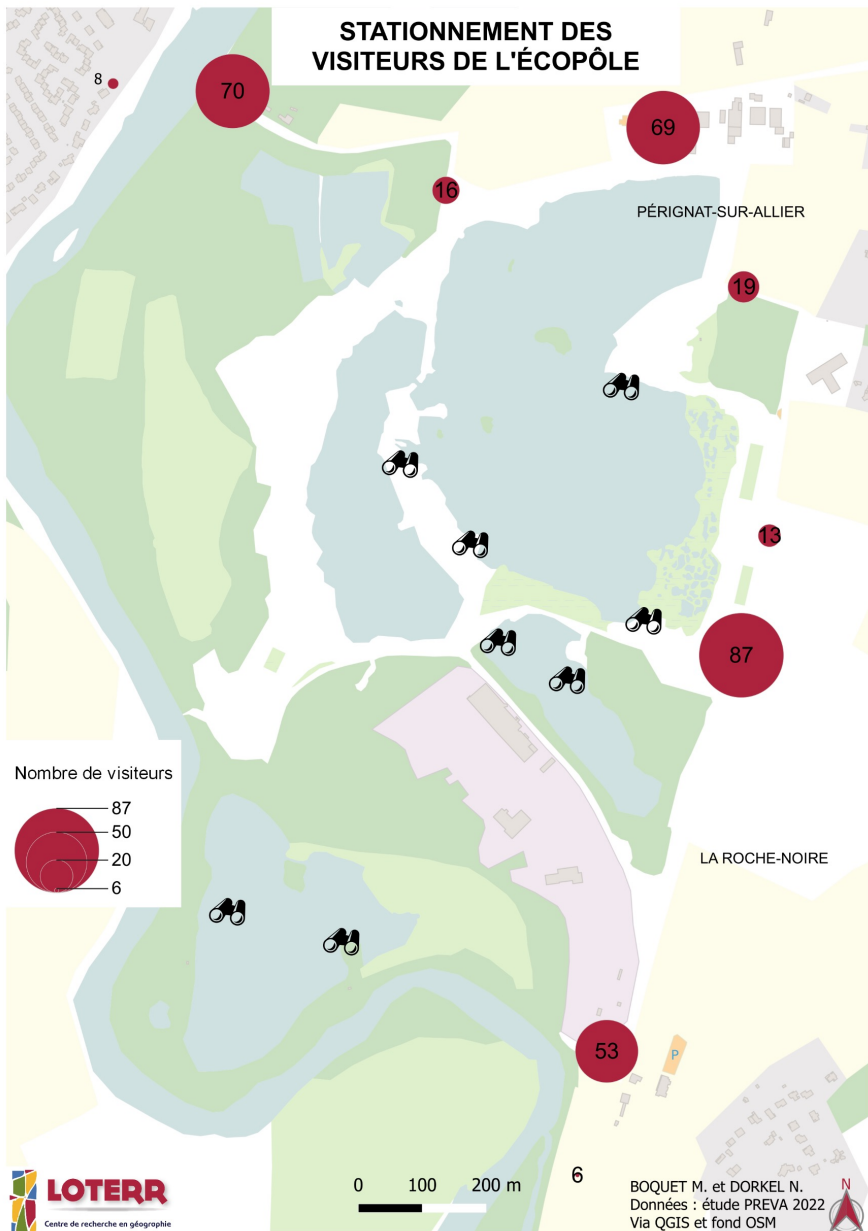 STATIONNEMENT DES
VISITEURS DE L'ÉCOPÔLE
8
70
69
16
PÉRIGNAT-SUR-ALLIER
19
13
87
Nombre de visiteurs
87
50
20
6
LA ROCHE-NOIRE
53
P
6
LOTERR
Centre de recherche en géographie
0 100 200 m
BOQUET M. et DORKEL N.
Données : étude PREVA 2022
Via QGIS et fond OSM
N